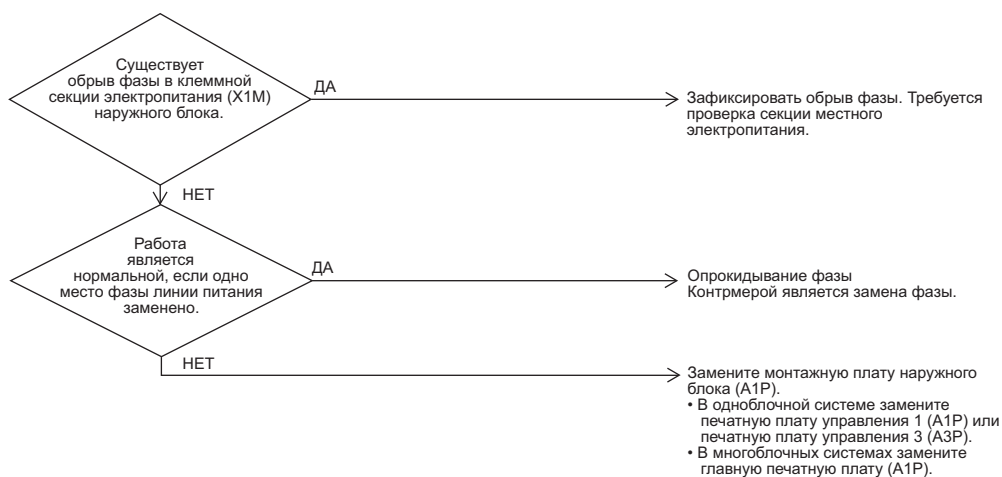 Существует
обрыв фазы в клеммной
секции электропитания (X1M)
наружного блока.
ДА
Зафиксировать обрыв фазы. Требуется
проверка секции местного
электропитания.
НЕТ
Работа
является
нормальной, если одно
место фазы линии питания
заменено.
ДА
Опрокидывание фазы
Контрмерой является замена фазы.
НЕТ
Замените монтажную плату наружного
блока (A1P).
• В одноблочной системе замените
печатную плату управления 1 (A1P) или
печатную плату управления 3 (A3P).
• В многоблочных системах замените
главную печатную плату (A1P).